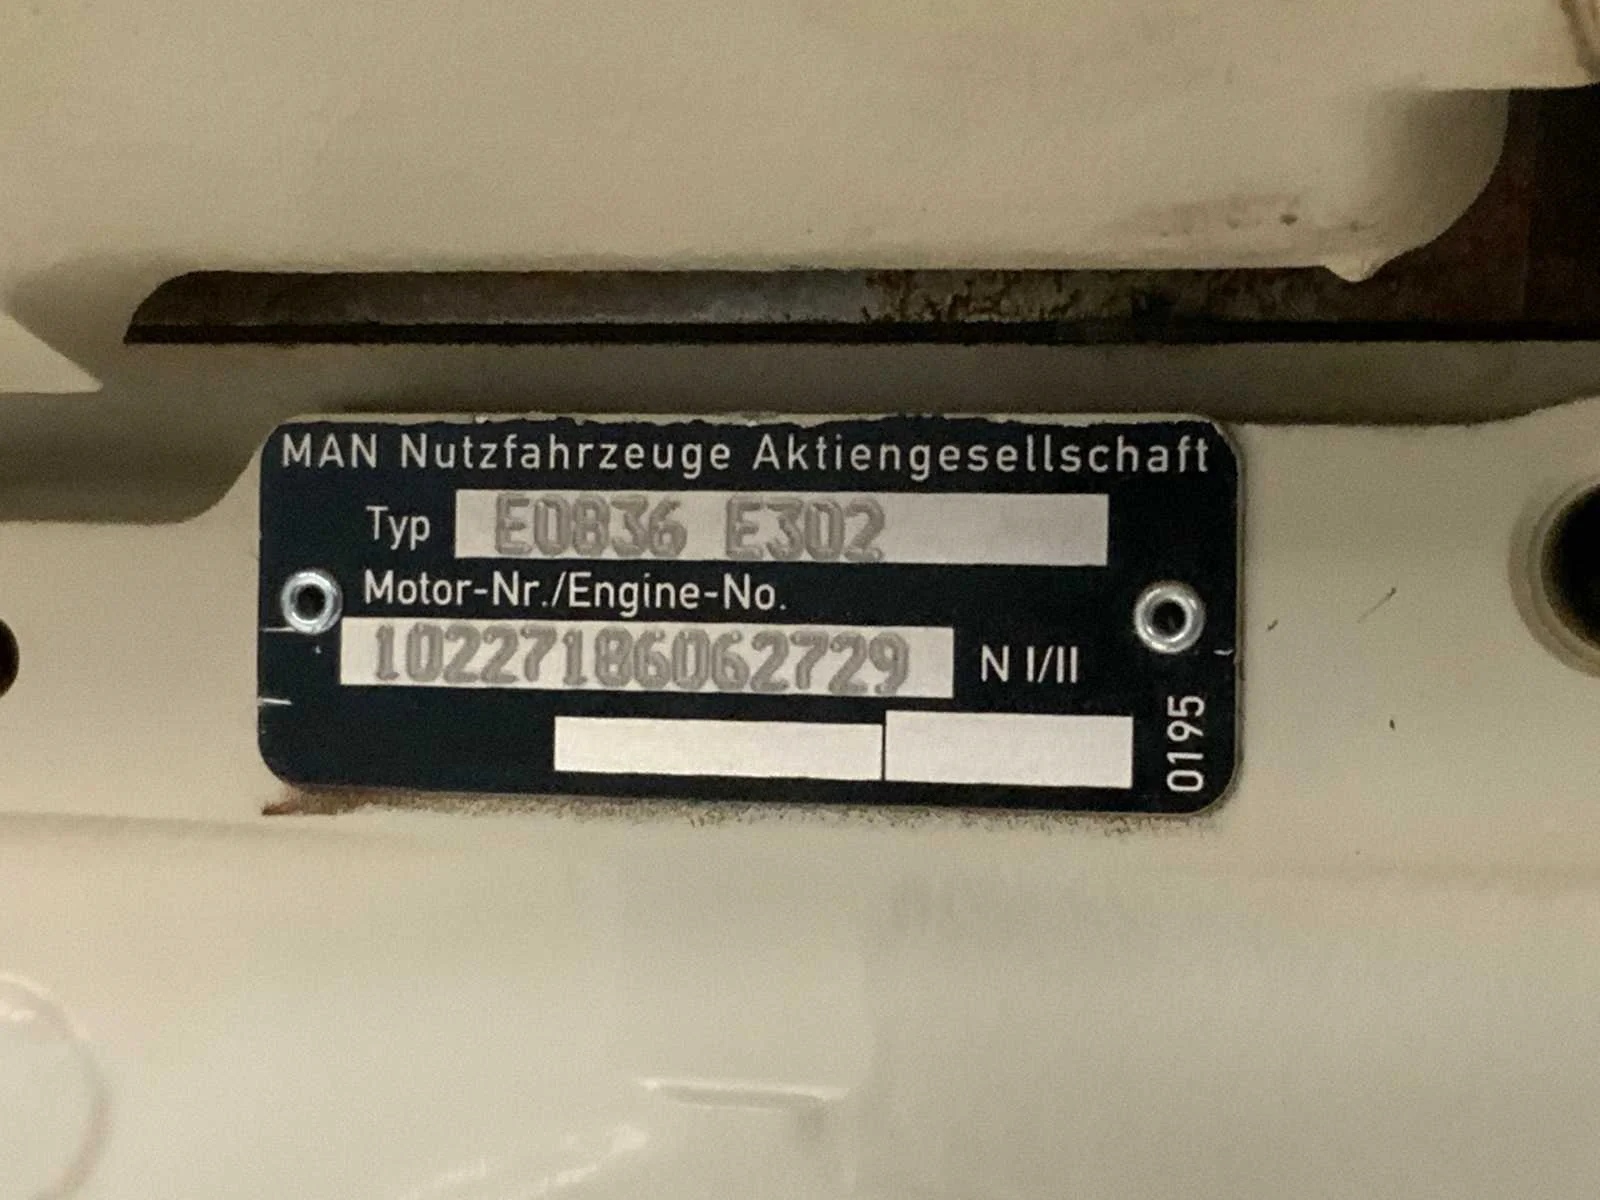 MAN Nutzfahrzeuge Aktiengesellschaft
Typ E0836 E302
Motor-Nr./Engine-No.
10227186062729 N I/II
0195